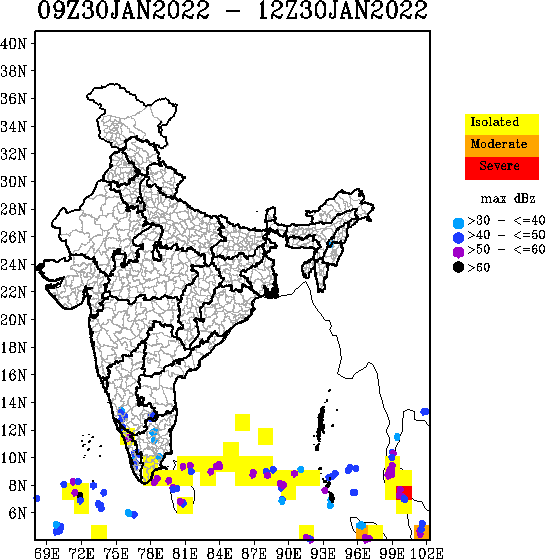 09Z30JAN2022 - 12Z30JAN2022
40N
38N
36N
34N
32N
30N
28N
26N
24N
22N
20N
18N
16N
14N
12N
10N
8N
6N
69E 72E 75E 78E 81E 84E 87E 90E 93E 96E 99E 102E
Isolated
Moderate
Severe
max dBz
>30 - <=40
>40 - <=50
>50 - <=60
>60